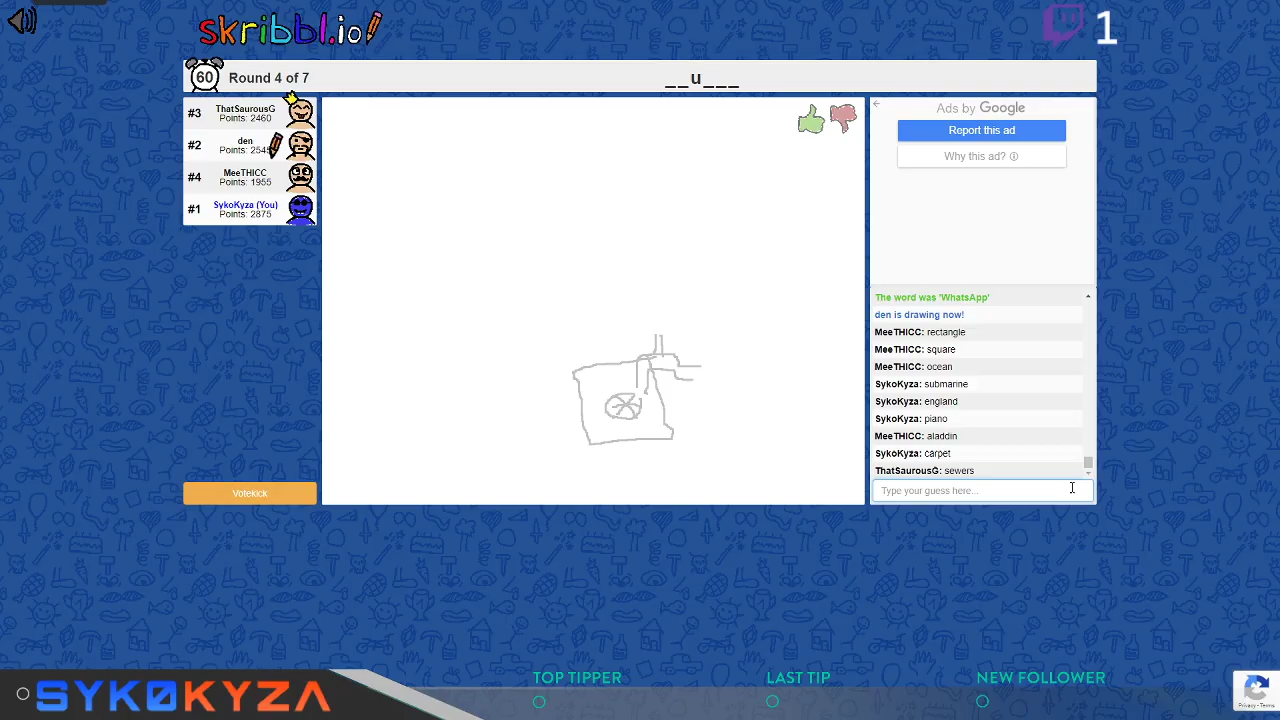 skribbl.io
1
60
Round 4 of 7
__u___
#3
ThatSaurousG
Points: 2460
#2
den
Points: 2545
#4
MeeTHICC
Points: 1955
#1
SykoKyza (You)
Points: 2875
Votekick
Ads by Google
Report this ad
Why this ad?
The word was 'WhatsApp'
den is drawing now!
MeeTHICC: rectangle
MeeTHICC: square
MeeTHICC: ocean
SykoKyza: submarine
SykoKyza: england
SykoKyza: piano
MeeTHICC: aladdin
SykoKyza: carpet
ThatSaurousG: sewers
Type your guess here...
SYKOKYZA
TOP TIPPER
LAST TIP
NEW FOLLOWER
Privacy - Terms